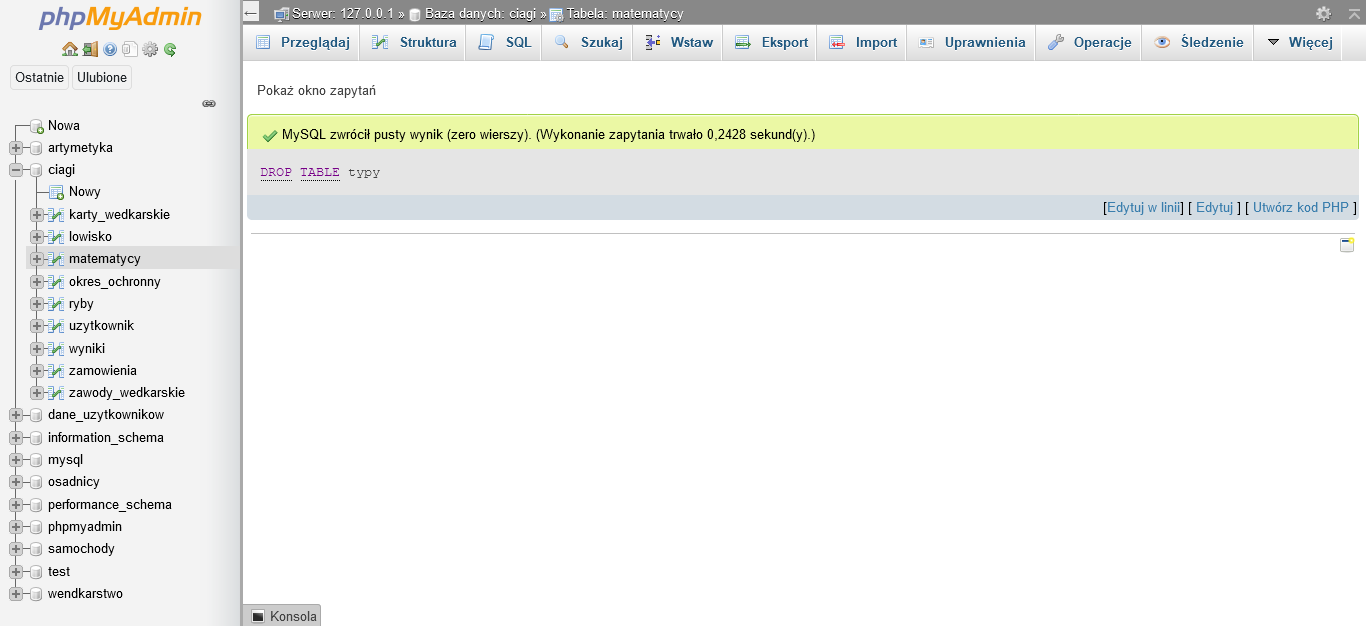 phpMyAdmin
Ostatnie Ulubione
Nowa
artymetyka
ciagi
Nowy
karty_wedkarskie
lowisko
matematycy
okres_ochronny
ryby
uzytkownik
wyniki
zamowienia
zawody_wedkarskie
dane_uzytkownikow
information_schema
mysql
osadnicy
performance_schema
phpmyadmin
samochody
test
wendkarstwo
Serwer: 127.0.0.1 » Baza danych: ciagi » Tabela: matematycy
Przeglądaj Struktura SQL Szukaj Wstaw Eksport Import Uprawnienia Operacje Śledzenie Więcej
Pokaż okno zapytań
MySQL zwrócił pusty wynik (zero wierszy). (Wykonanie zapytania trwało 0,2428 sekund(y).)
DROP TABLE typy
[Edytuj w linii] [ Edytuj ] [ Utwórz kod PHP ]
Konsola